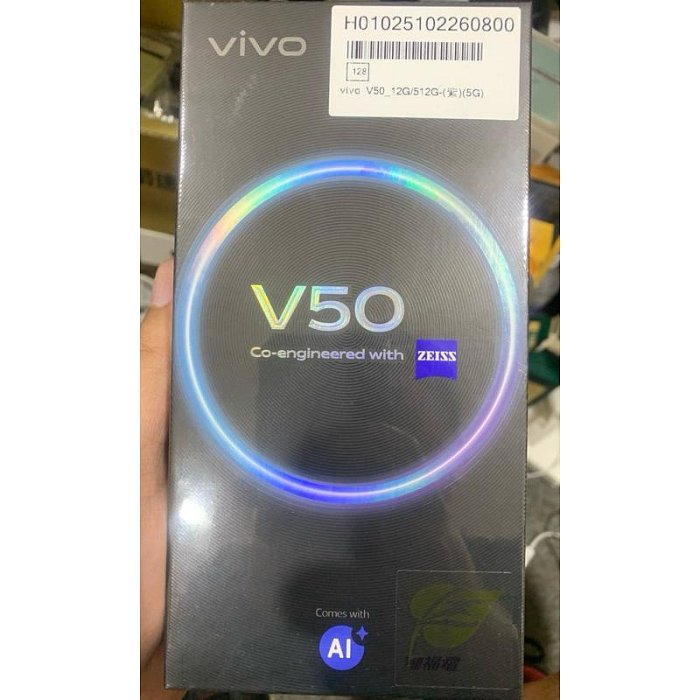 vivo
H01025102260800
128
vivo V50_12G/512G-(紫)(5G)
V50
Co-engineered with
ZEISS
Comes with
AI